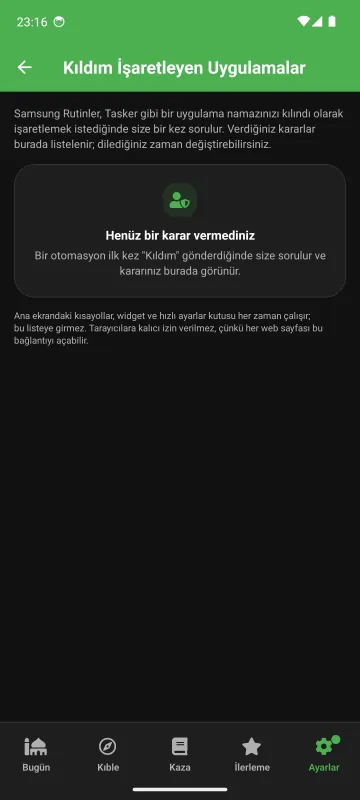 23:16
Kıldım İşaretleyen Uygulamalar
Samsung Rutinler, Tasker gibi bir uygulama namazınızı kılındı olarak
işaretlemek istediğinde size bir kez sorulur. Verdiğiniz kararlar
burada listelenir; dilediğiniz zaman değiştirebilirsiniz.
Henüz bir karar vermediniz
Bir otomasyon ilk kez "Kıldım" gönderdiğinde size sorulur ve
kararınız burada görünür.
Ana ekrandaki kısayollar, widget ve hızlı ayarlar kutusu her zaman çalışır;
bu listeye girmez. Tarayıcılara kalıcı izin verilmez, çünkü her web sayfası bu
bağlantıyı açabilir.
Bugün
Kıble
Kaza
İlerleme
Ayarlar